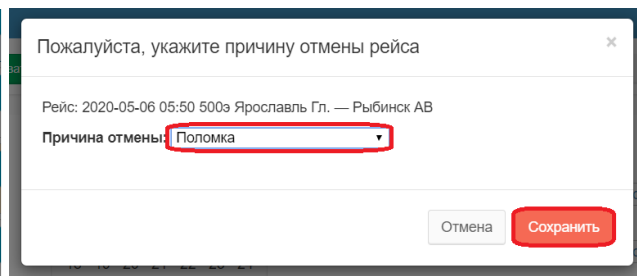 Пожалуйста, укажите причину отмены рейса
×
Рейс: 2020-05-06 05:50 500э Ярославль Гл. — Рыбинск АВ
Причина отмены: Поломка
Отмена Сохранить